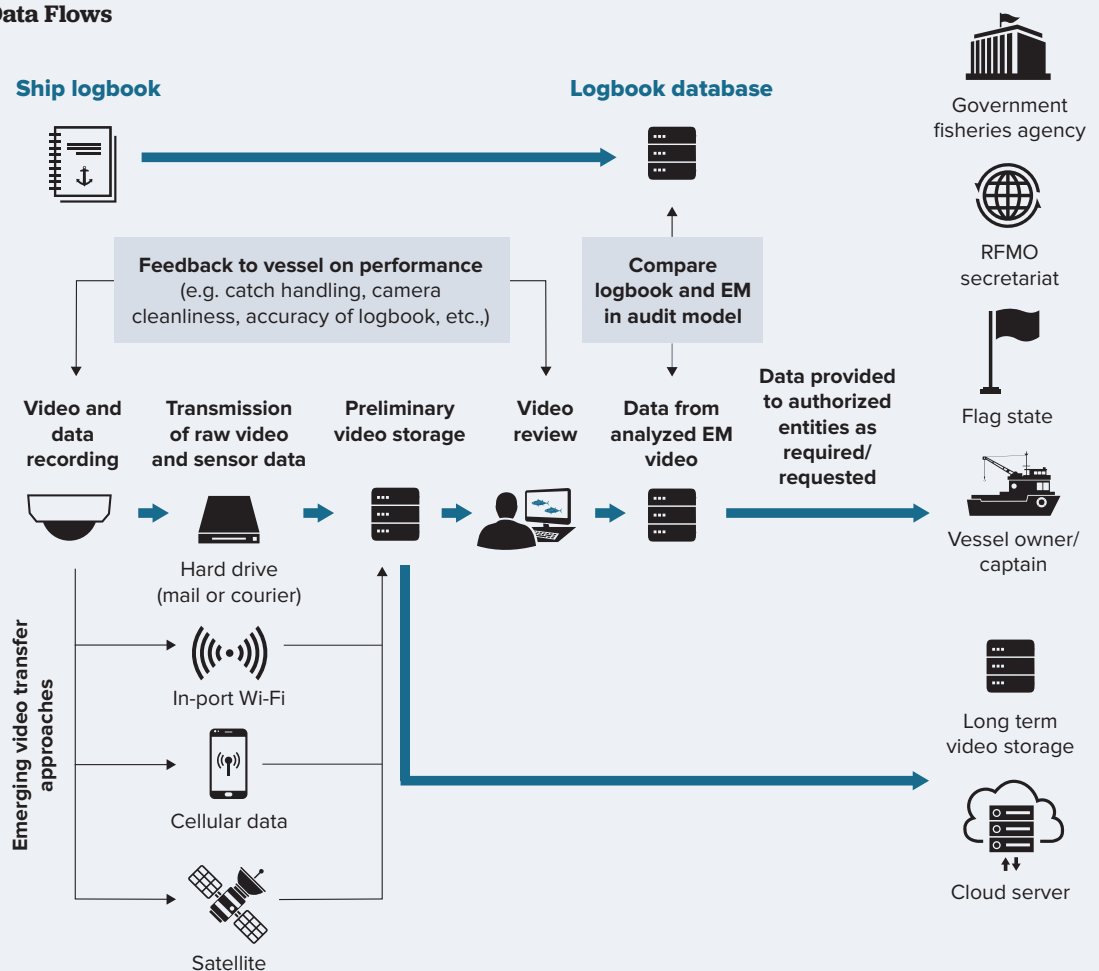 Data Flows
Ship logbook
Logbook database
Government
fisheries agency
RFMO
secretariat
Flag state
Vessel owner/
captain
Feedback to vessel on performance
(e.g. catch handling, camera
cleanliness, accuracy of logbook, etc.,)
Compare
logbook and EM
in audit model
Video and
data
recording
Transmission
of raw video
and sensor data
Preliminary
video storage
Video
review
Data from
analyzed EM
video
Data provided
to authorized
entities as
required/
requested
Hard drive
(mail or courier)
Emerging video transfer
approaches
In-port Wi-Fi
Cellular data
Satellite
Long term
video storage
Cloud server